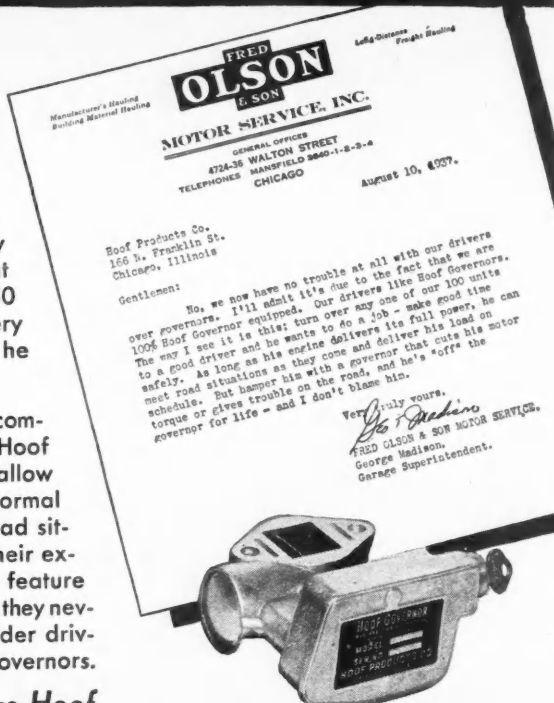 Manufacturer's Hauling
Building Material Hauling
FRED
OLSON
& SON
Long-Distance
Freight Hauling
MOTOR SERVICE, INC.
GENERAL OFFICES
4724-36 WALTON STREET
TELEPHONES MANSFIELD 3840-1-2-3-4
CHICAGO
August 10, 1937.
Hoof Products Co.
166 N. Franklin St.
Chicago, Illinois
Gentlemen:
No, we now have no trouble at all with our drivers
over governors. I'll admit it's due to the fact that we are
100% Hoof Governor equipped. Our drivers like Hoof Governors.
The way I see it is this; turn over any one of our 100 units
to a good driver and he wants to do a job - make good time
safely. As long as his engine delivers its full power, he can
meet road situations as they come and deliver his load on
schedule. But hamper him with a governor that cuts his motor
torque or gives trouble on the road, and he's "off" the
governor for life - and I don't blame him.
Very truly yours,
Geo Madison
FRED OLSON & SON MOTOR SERVICE.
George Madison,
Garage Superintendent.
y
t
0
ry
he
com-
Hoof
allow
ormal
ad sit-
heir ex-
feature
they nev-
der driv-
overnors.
Hoof
HOOF GOVERNOR
MODEL
SER. NO.
HOOF PRODUCTS CO.